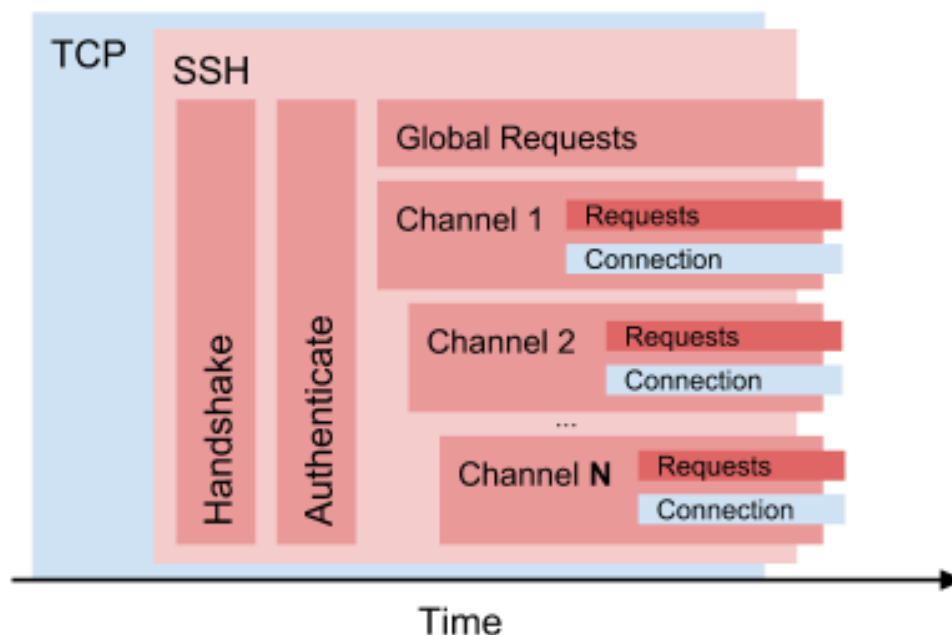 TCP
SSH
Handshake
Authenticate
Global Requests
Channel 1
Requests
Connection
Channel 2
Requests
Connection
...
Channel N
Requests
Connection
Time